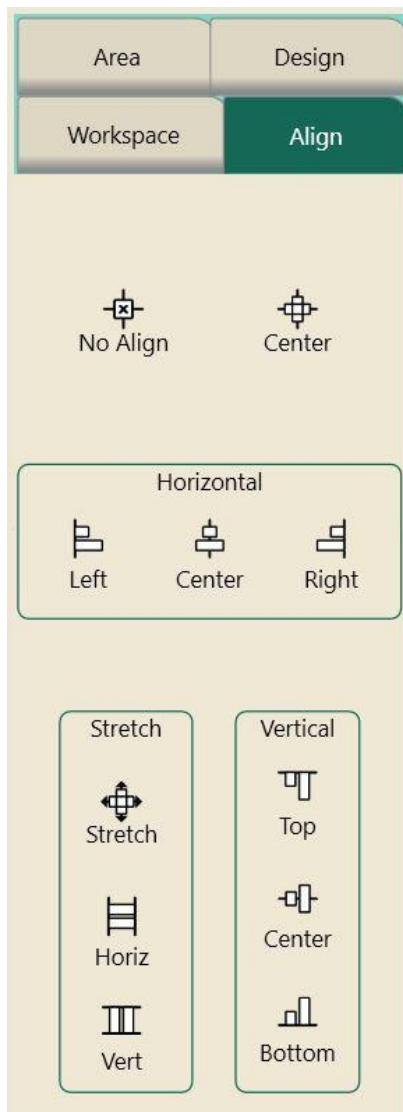 Area
Design
Workspace
Align
No Align
Center
Horizontal
Left
Center
Right
Stretch
Stretch
Horiz
Vert
Vertical
Top
Center
Bottom